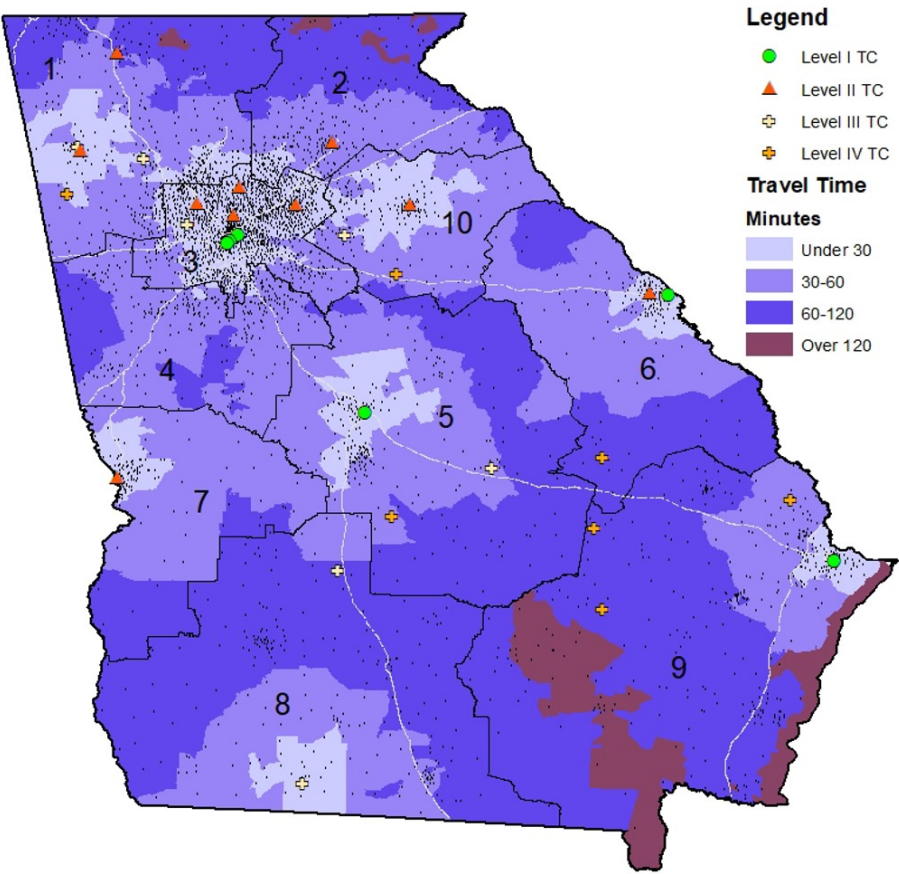 Legend
Level I TC
Level II TC
Level III TC
Level IV TC
Travel Time
Minutes
Under 30
30-60
60-120
Over 120
1
2
3
10
4
5
6
7
8
9